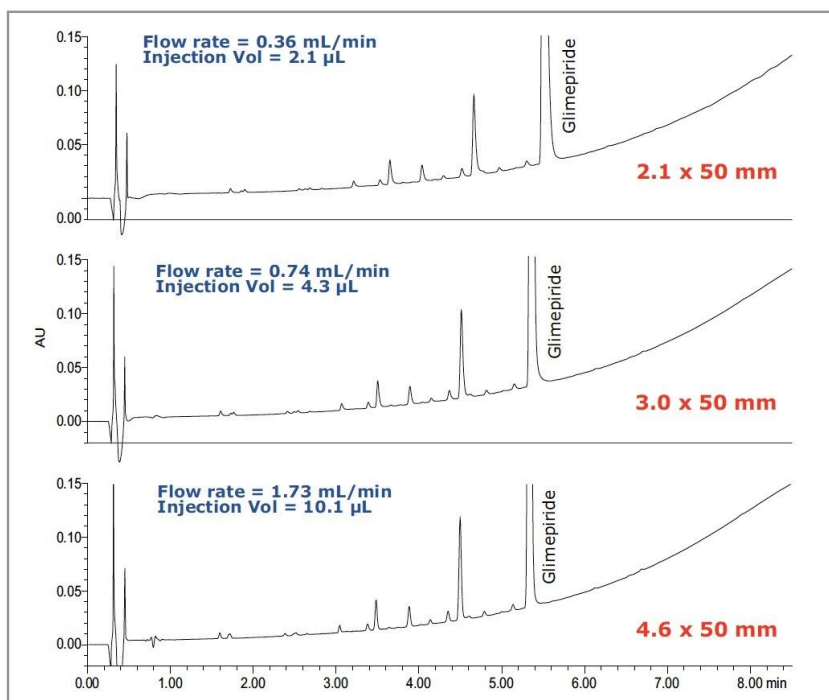 0.15
0.10
0.05
0.00
Flow rate = 0.36 mL/min
Injection Vol = 2.1 µL
Glimepiride
2.1 x 50 mm
AU
0.15
0.10
0.05
0.00
Flow rate = 0.74 mL/min
Injection Vol = 4.3 µL
Glimepiride
3.0 x 50 mm
0.15
0.10
0.05
0.00
Flow rate = 1.73 mL/min
Injection Vol = 10.1 µL
Glimepiride
4.6 x 50 mm
0.00 1.00 2.00 3.00 4.00 5.00 6.00 7.00 8.00 min